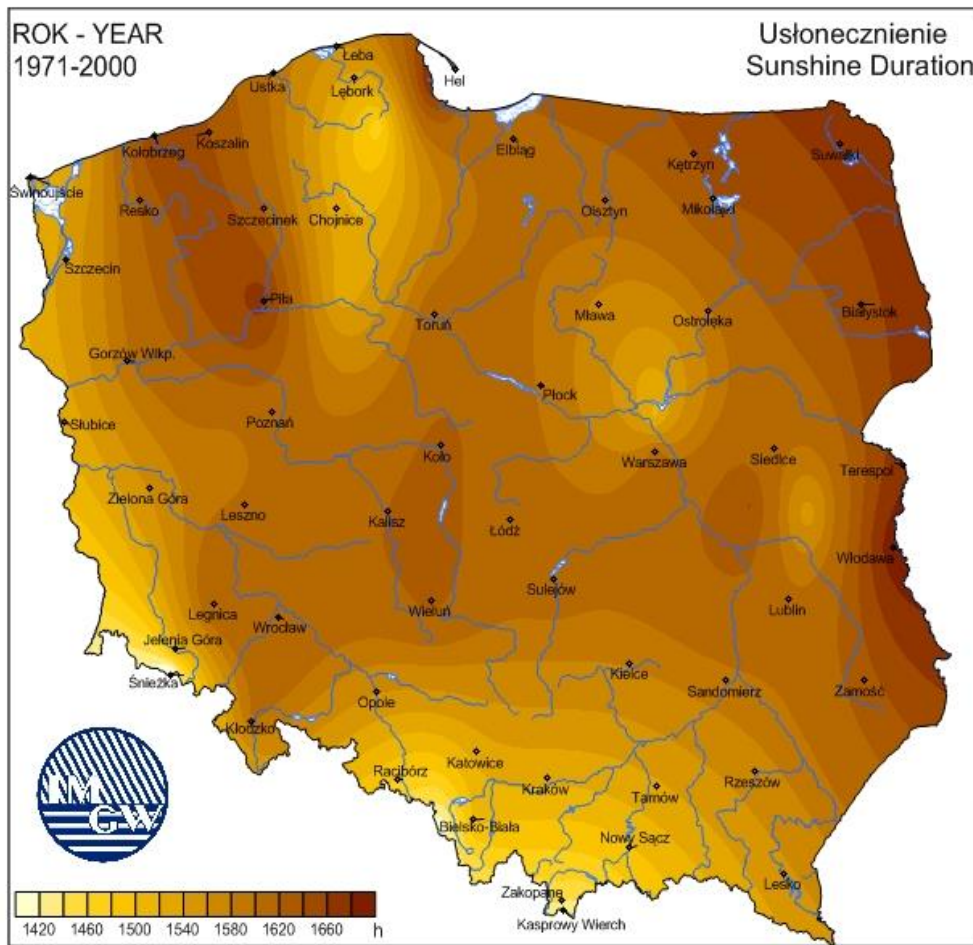 ROK - YEAR
1971-2000
Usłonecznienie
Sunshine Duration
Łeba
Hel
Ustka
Lębork
Kołobrzeg
Koszalin
Elbląg
Kętrzyn
Suwałki
Świnoujście
Resko
Szczecinek
Chojnice
Olsztyn
Mikołajki
Szczecin
Piła
Toruń
Mława
Ostrołęka
Białystok
Gorzów Wlkp.
Płock
Słubice
Poznań
Koło
Warszawa
Siedlce
Terespol
Zielona Góra
Leszno
Kalisz
Łódź
Włodawa
Sulejów
Legnica
Wrocław
Wieluń
Lublin
Jelenia Góra
Śnieżka
Kielce
Sandomierz
Zamość
Opole
Kłodzko
Katowice
Racibórz
Kraków
Tarnów
Rzeszów
Bielsko-Biała
Nowy Sącz
Lesko
Zakopane
Kasprowy Wierch
IM
GW
1420 1460 1500 1540 1580 1620 1660 h